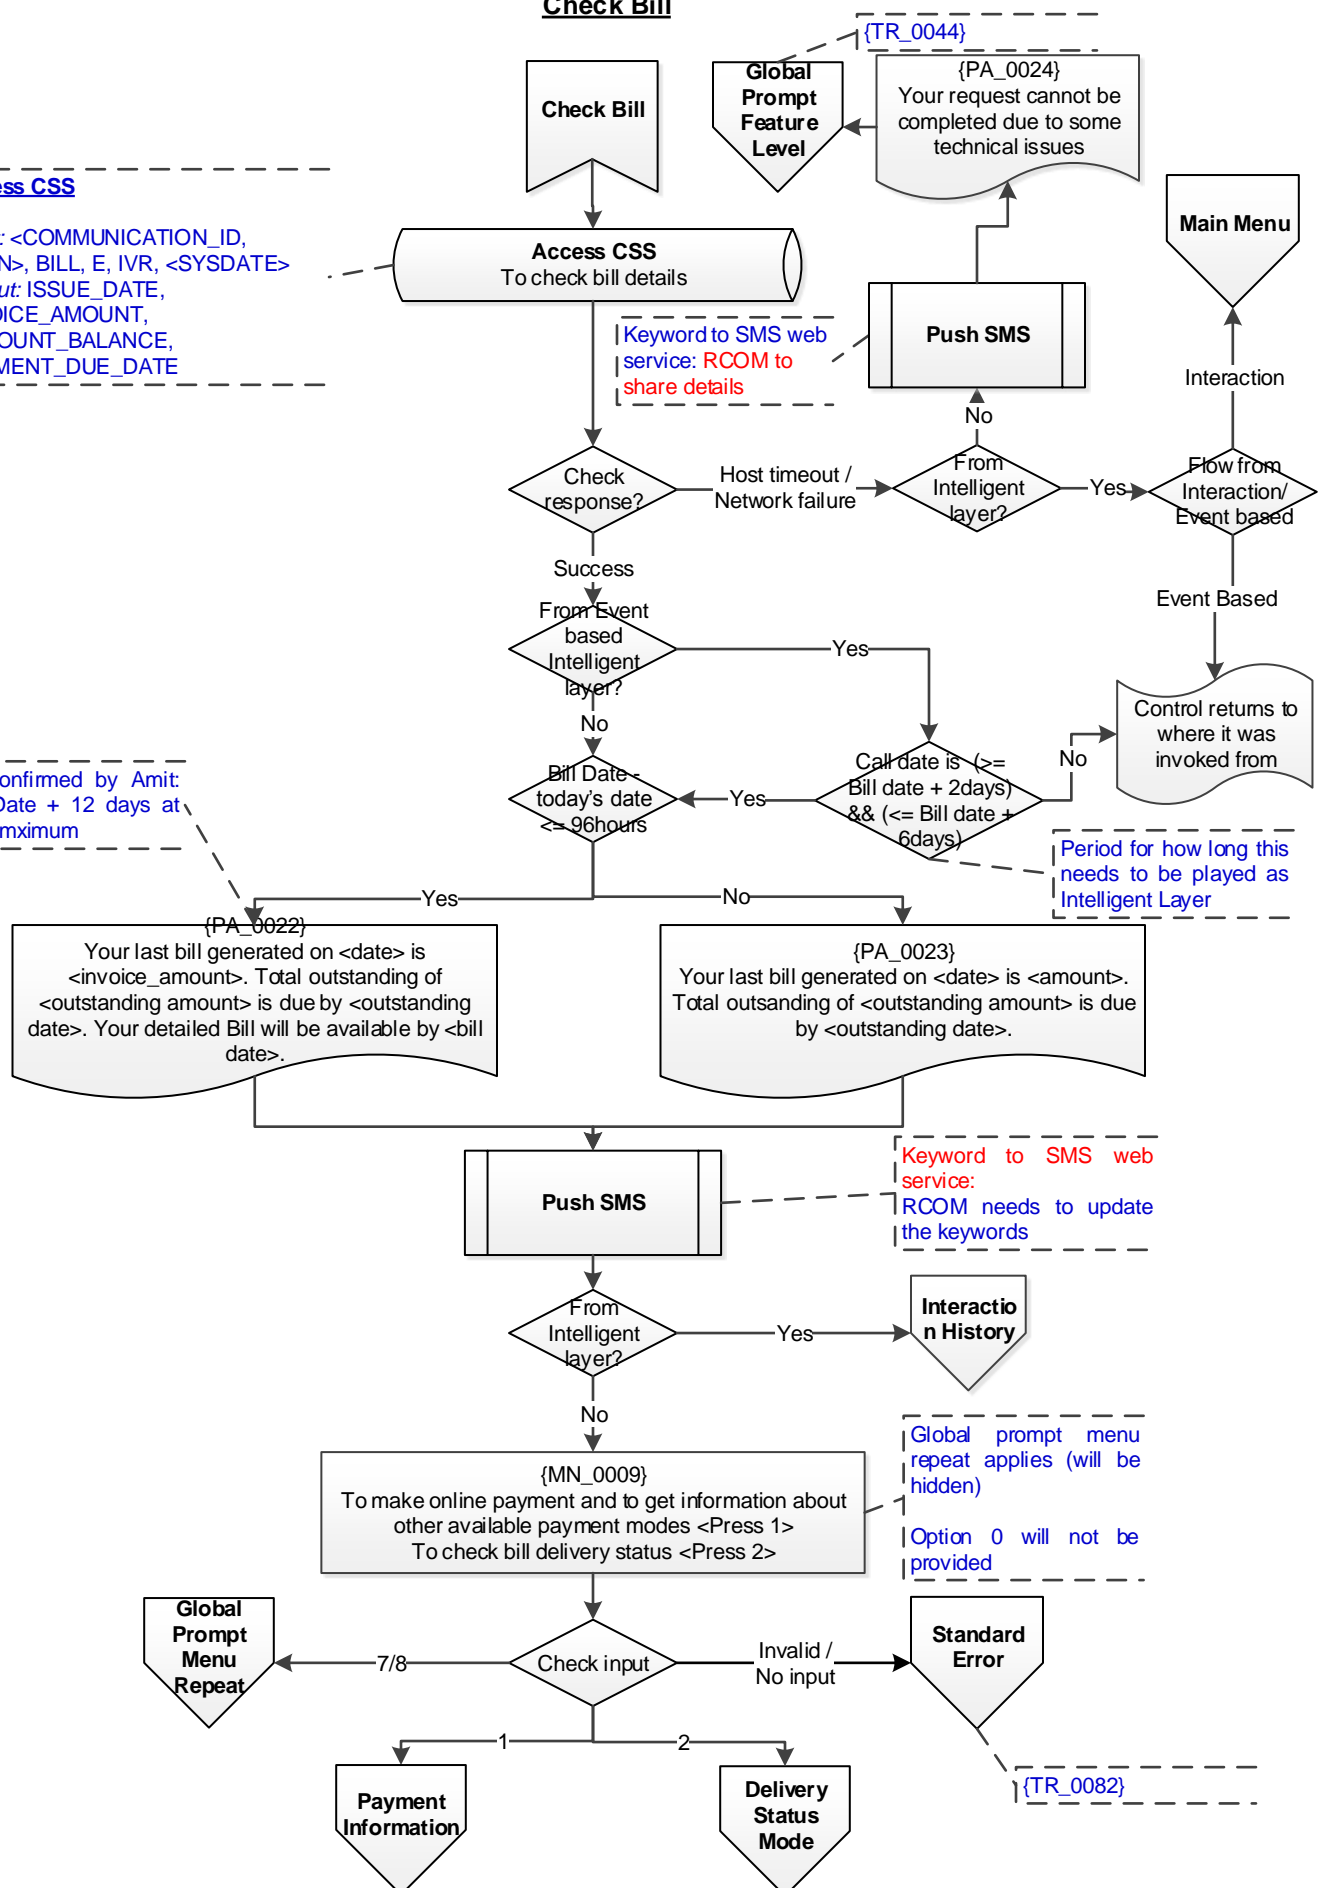 Check Bill
{TR_0044}
Check Bill
Global
Prompt
Feature
Level
{PA_0024}
Your request cannot be
completed due to some
technical issues
Main Menu
ess CSS
: <COMMUNICATION_ID,
N>, BILL, E, IVR, <SYSDATE>
ut: ISSUE_DATE,
OICE_AMOUNT,
OUNT_BALANCE,
MENT_DUE_DATE
Access CSS
To check bill details
Keyword to SMS web
service: RCOM to
share details
Push SMS
Interaction
No
Check
response?
Host timeout /
Network failure
From
Intelligent
layer?
Yes
Flow from
Interaction/
Event based
Success
Event Based
From Event
based
Intelligent
layer?
Yes
No
Control returns to
where it was
invoked from
Bill Date -
today's date
<= 96hours
Yes
Call date is (>=
Bill date + 2days)
&& (<= Bill date +
6days)
No
onfirmed by Amit:
Date + 12 days at
mximum
Period for how long this
needs to be played as
Intelligent Layer
Yes
No
{PA_0022}
Your last bill generated on <date> is
<invoice_amount>. Total outstanding of
<outstanding amount> is due by <outstanding
date>. Your detailed Bill will be available by <bill
date>.
{PA_0023}
Your last bill generated on <date> is <amount>.
Total outsanding of <outstanding amount> is due
by <outstanding date>.
Push SMS
Keyword to SMS web
service:
RCOM needs to update
the keywords
From
Intelligent
layer?
Yes
Interactio
n History
No
{MN_0009}
To make online payment and to get information about
other available payment modes <Press 1>
To check bill delivery status <Press 2>
Global prompt menu
repeat applies (will be
hidden)
Option 0 will not be
provided
Global
Prompt
Menu
Repeat
7/8
Check input
Invalid /
No input
Standard
Error
1
2
Payment
Information
Delivery
Status
Mode
{TR_0082}